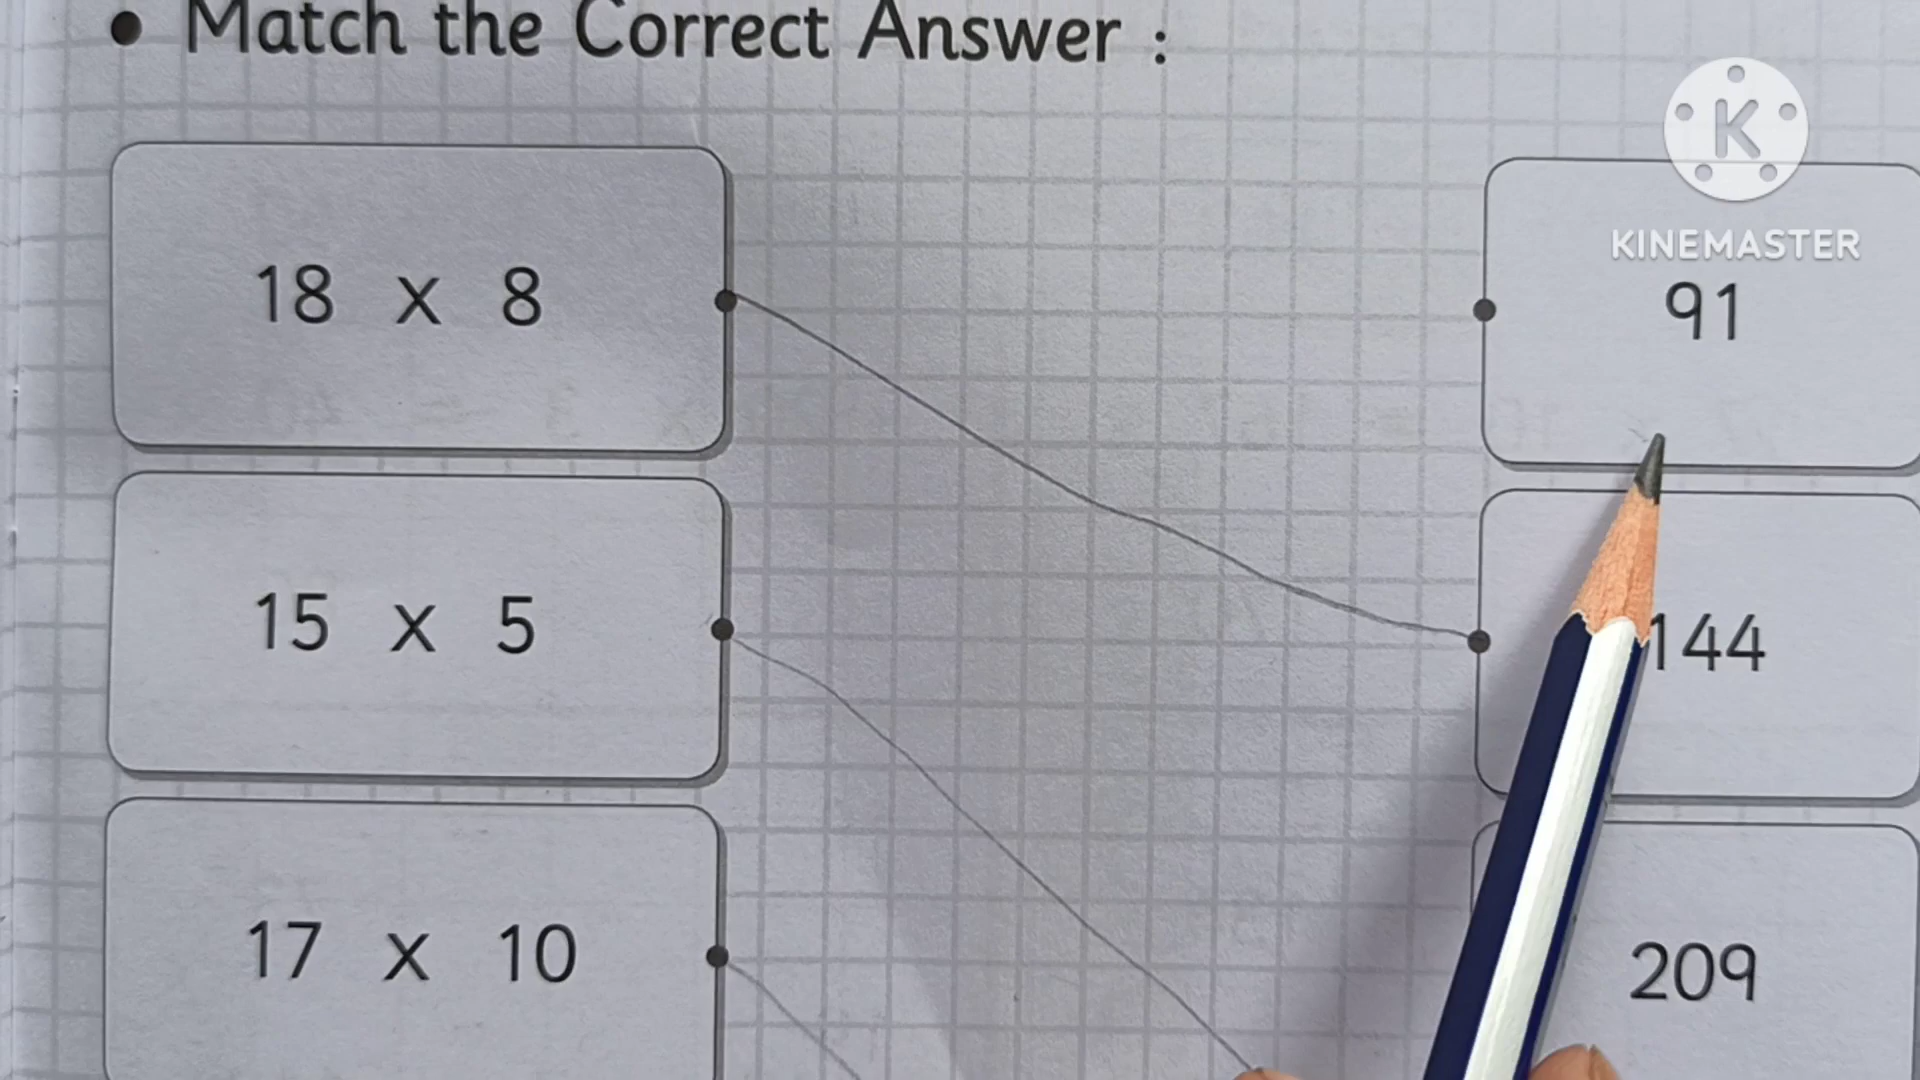 • Match the Correct Answer :
K
KINEMASTER
18 x 8
91
15 x 5
144
17 x 10
209